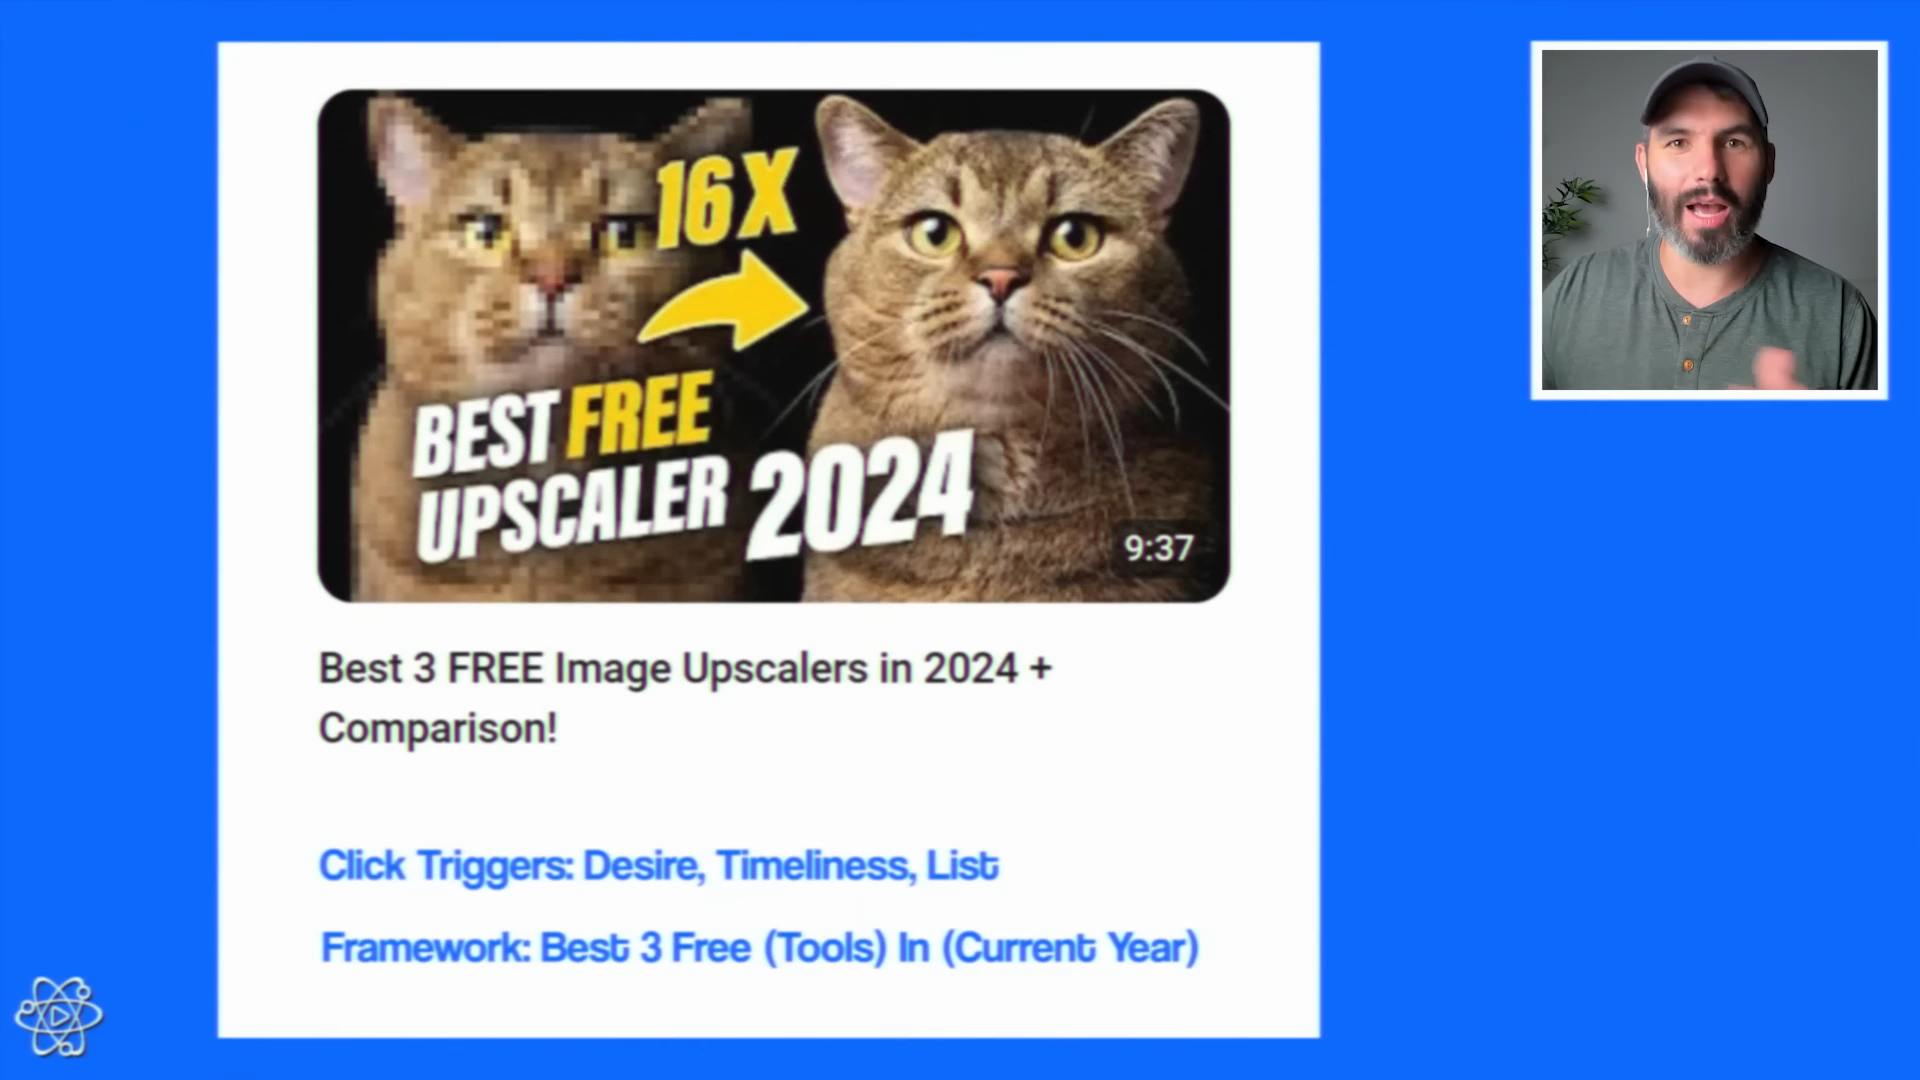 16X
BEST FREE
UPSCALER 2024
9:37
Best 3 FREE Image Upscalers in 2024 +
Comparison!
Click Triggers: Desire, Timeliness, List
Framework: Best 3 Free (Tools) In (Current Year)